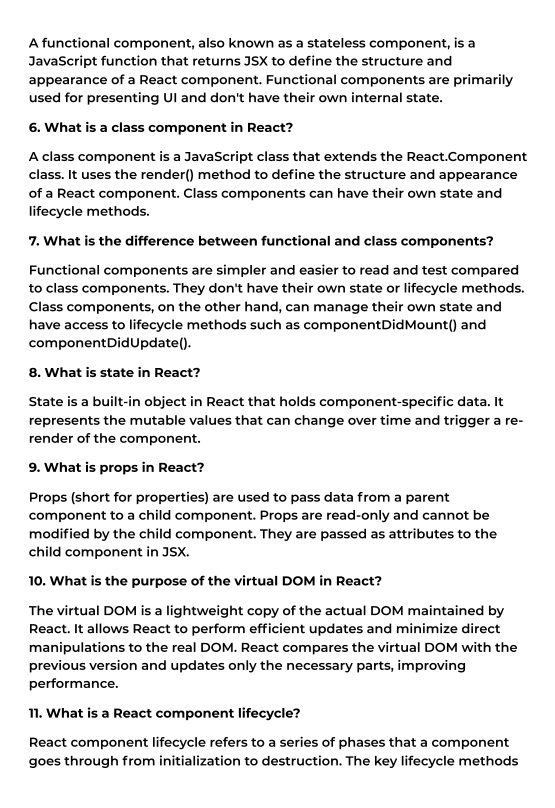 A functional component, also known as a stateless component, is a
JavaScript function that returns JSX to define the structure and
appearance of a React component. Functional components are primarily
used for presenting UI and don't have their own internal state.
6. What is a class component in React?
A class component is a JavaScript class that extends the React.Component
class. It uses the render() method to define the structure and appearance
of a React component. Class components can have their own state and
lifecycle methods.
7. What is the difference between functional and class components?
Functional components are simpler and easier to read and test compared
to class components. They don't have their own state or lifecycle methods.
Class components, on the other hand, can manage their own state and
have access to lifecycle methods such as componentDidMount() and
componentDidUpdate().
8. What is state in React?
State is a built-in object in React that holds component-specific data. It
represents the mutable values that can change over time and trigger a re-
render of the component.
9. What is props in React?
Props (short for properties) are used to pass data from a parent
component to a child component. Props are read-only and cannot be
modified by the child component. They are passed as attributes to the
child component in JSX.
10. What is the purpose of the virtual DOM in React?
The virtual DOM is a lightweight copy of the actual DOM maintained by
React. It allows React to perform efficient updates and minimize direct
manipulations to the real DOM. React compares the virtual DOM with the
previous version and updates only the necessary parts, improving
performance.
11. What is a React component lifecycle?
React component lifecycle refers to a series of phases that a component
goes through from initialization to destruction. The key lifecycle methods